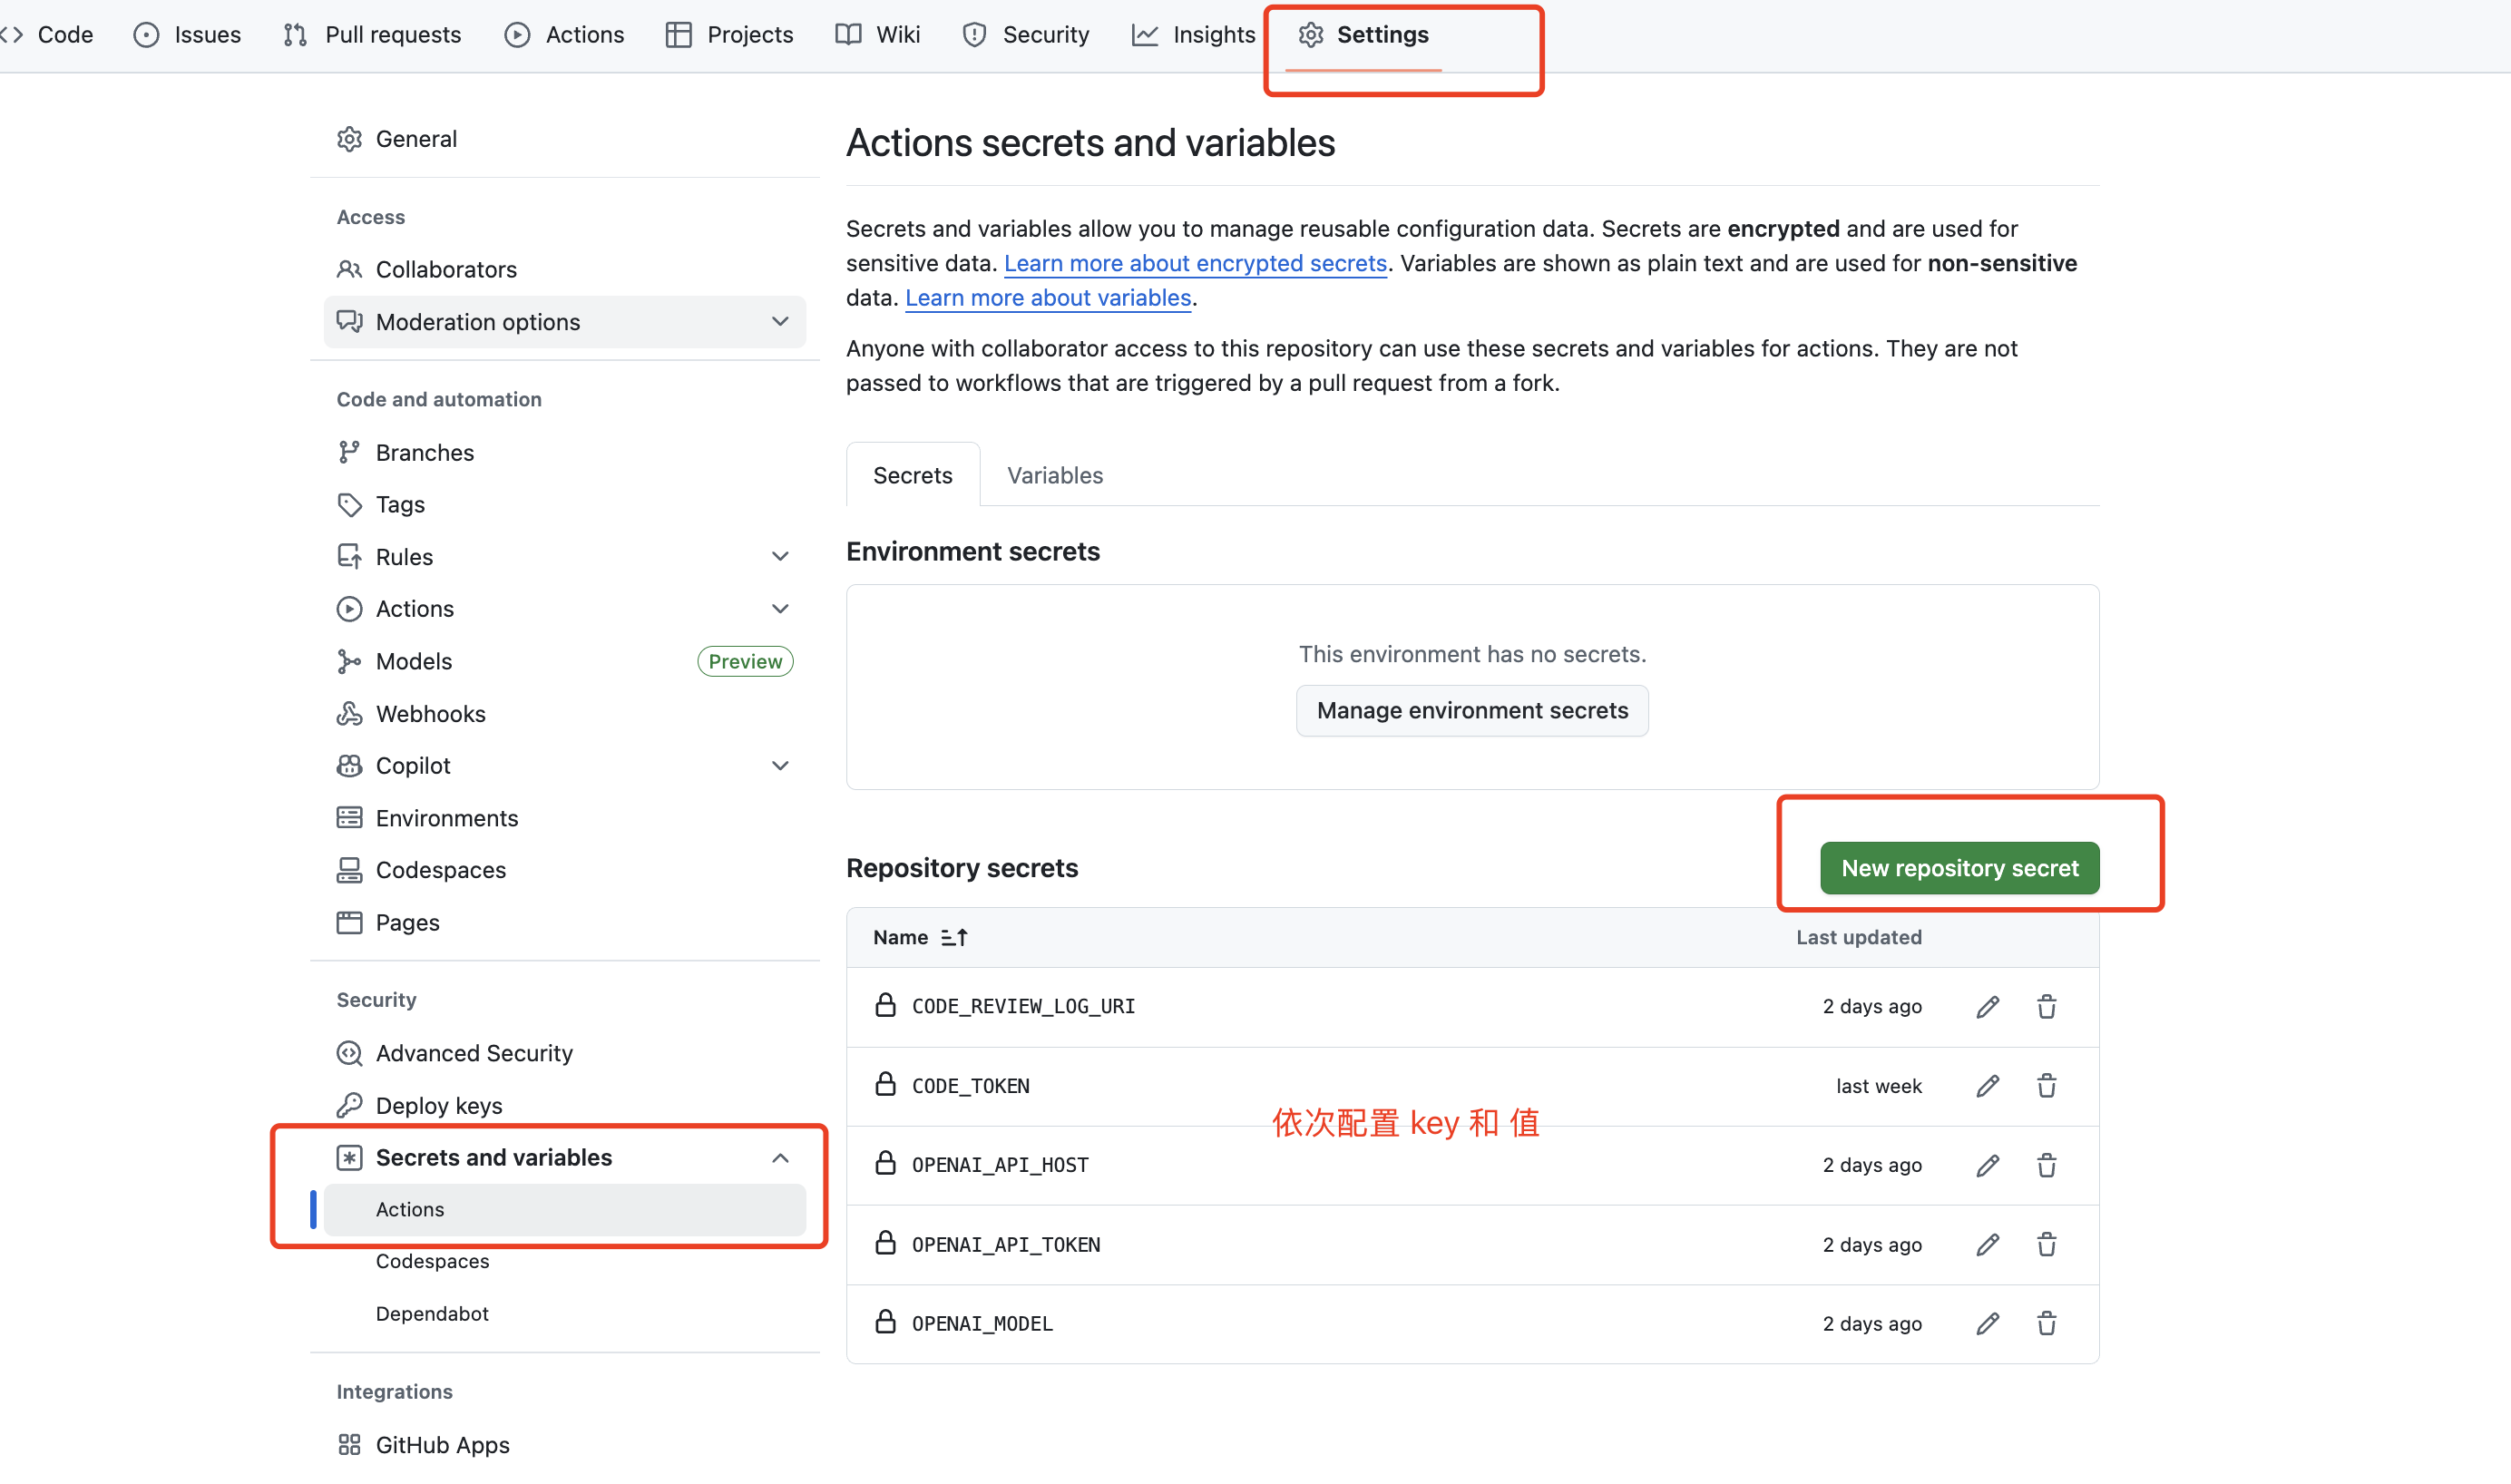 Code Issues Pull requests Actions Projects Wiki Security Insights Settings
General
Access
Collaborators
Moderation options
Code and automation
Branches
Tags
Rules
Actions
Models Preview
Webhooks
Copilot
Environments
Codespaces
Pages
Security
Advanced Security
Deploy keys
Secrets and variables
Actions
Codespaces
Dependabot
Integrations
GitHub Apps
Actions secrets and variables
Secrets and variables allow you to manage reusable configuration data. Secrets are encrypted and are used for
sensitive data. Learn more about encrypted secrets. Variables are shown as plain text and are used for non-sensitive
data. Learn more about variables.
Anyone with collaborator access to this repository can use these secrets and variables for actions. They are not
passed to workflows that are triggered by a pull request from a fork.
Secrets Variables
Environment secrets
This environment has no secrets.
Manage environment secrets
Repository secrets New repository secret
Name Last updated
CODE_REVIEW_LOG_URI 2 days ago
CODE_TOKEN last week
依次配置 key 和 值
OPENAI_API_HOST 2 days ago
OPENAI_API_TOKEN 2 days ago
OPENAI_MODEL 2 days ago